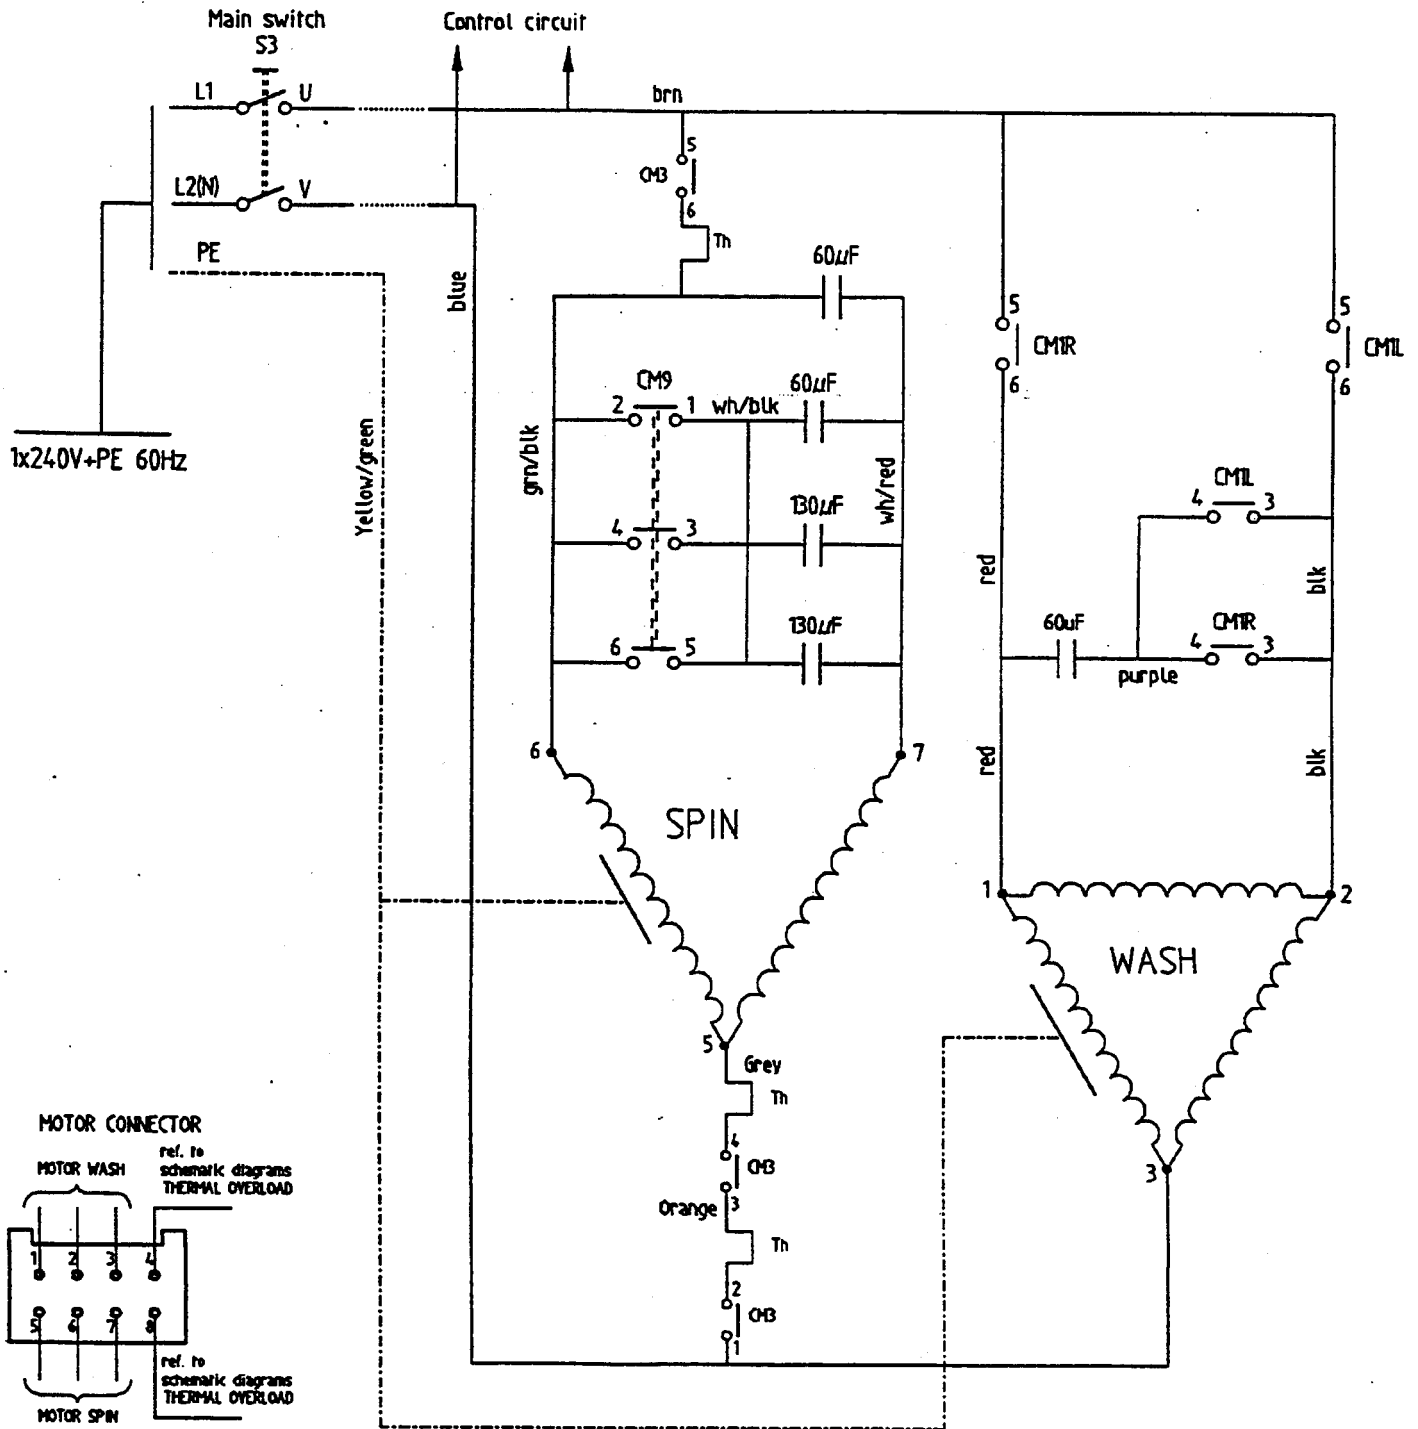 Main switch
S3
Control circuit
L1
U
brn
L2(N)
V
PE
5
CM3
6
Th
60µF
blue
5
CM1R
6
5
CM1L
6
1x240V+PE 60Hz
Yellow/green
grn/blk
CM9
2
1
wh/blk
60µF
wh/red
4
3
130µF
6
5
130µF
CM1L
4
3
red
blk
60uF
CM1R
4
3
purple
6
7
red
blk
SPIN
1
2
WASH
5
Grey
Th
4
CM3
3
Orange
Th
2
CM3
1
3
MOTOR CONNECTOR
MOTOR WASH
ref. to
schematic diagrams
THERMAL OVERLOAD
1 2 3 4
5 6 7 8
ref. to
schematic diagrams
THERMAL OVERLOAD
MOTOR SPIN